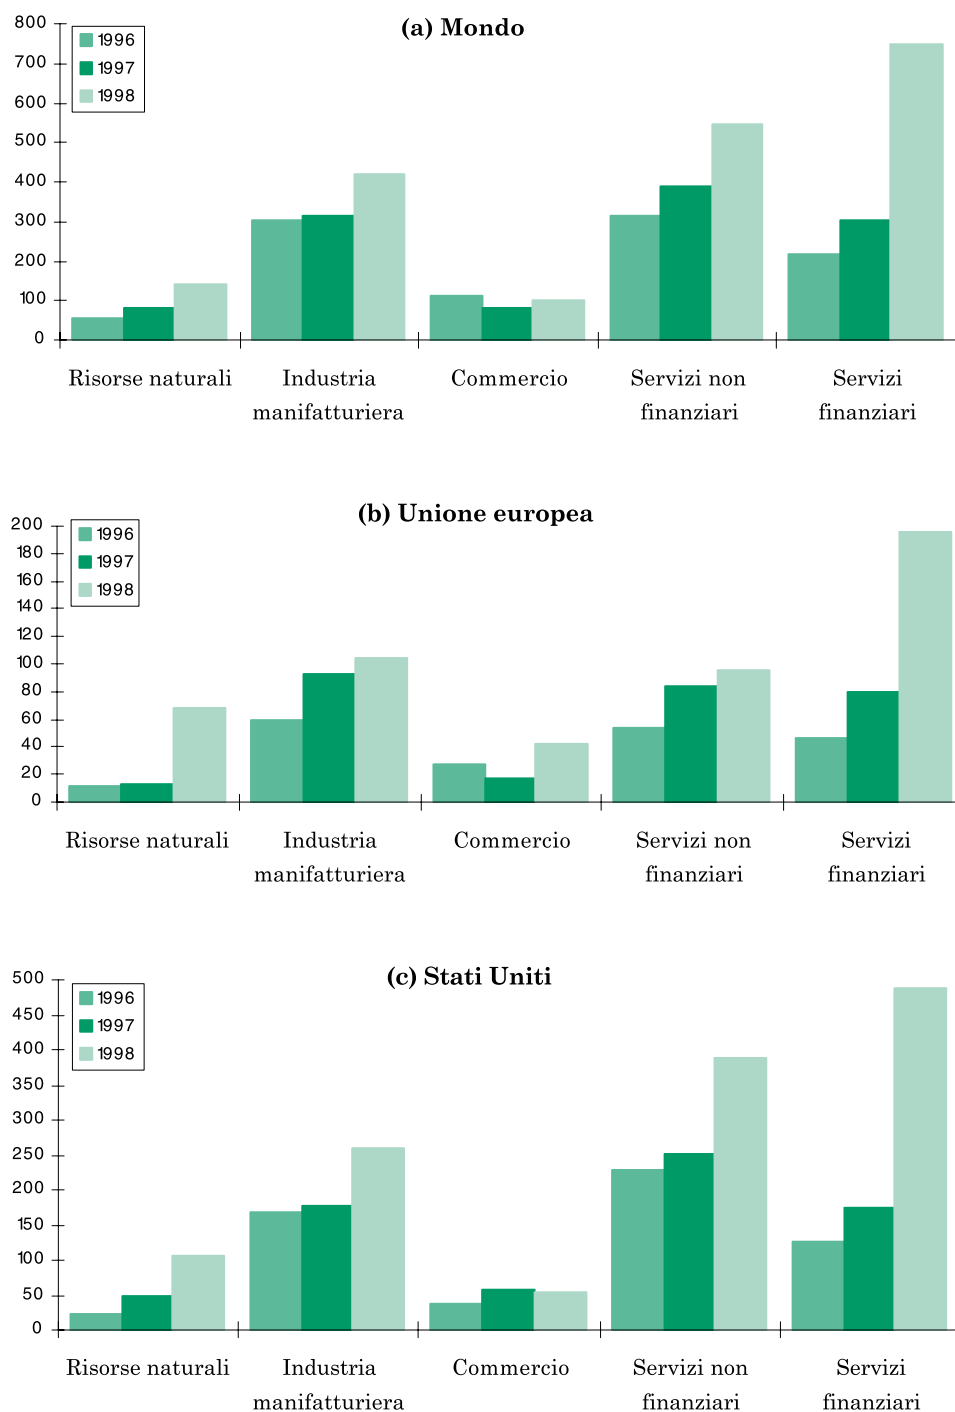 (a) Mondo
800
700
600
500
400
300
200
100
0
1996
1997
1998
Risorse naturali
Industria
manifatturiera
Commercio
Servizi non
finanziari
Servizi
finanziari
(b) Unione europea
200
180
160
140
120
100
80
60
40
20
0
1996
1997
1998
Risorse naturali
Industria
manifatturiera
Commercio
Servizi non
finanziari
Servizi
finanziari
(c) Stati Uniti
500
450
400
350
300
250
200
150
100
50
0
1996
1997
1998
Risorse naturali
Industria
manifatturiera
Commercio
Servizi non
finanziari
Servizi
finanziari